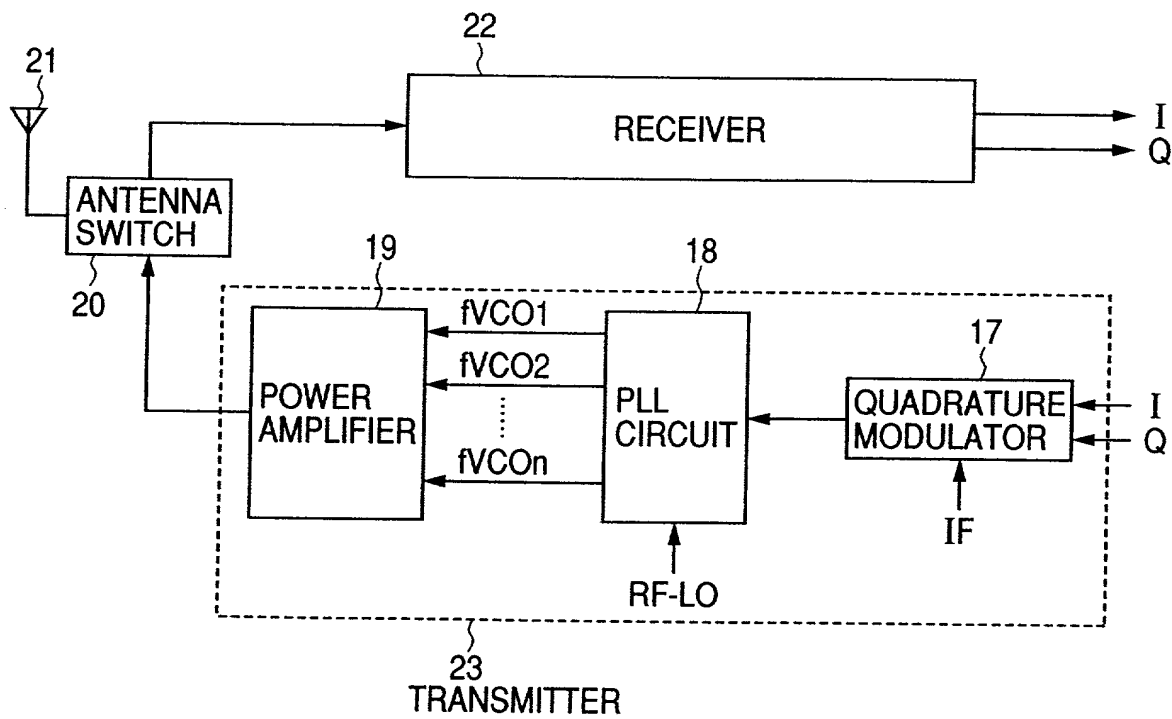 22
21
RECEIVER
I
Q
ANTENNA
SWITCH
20
19
18
17
fVCO1
fVCO2
fVCOn
POWER
AMPLIFIER
PLL
CIRCUIT
QUADRATURE
MODULATOR
I
Q
IF
RF-LO
23
TRANSMITTER